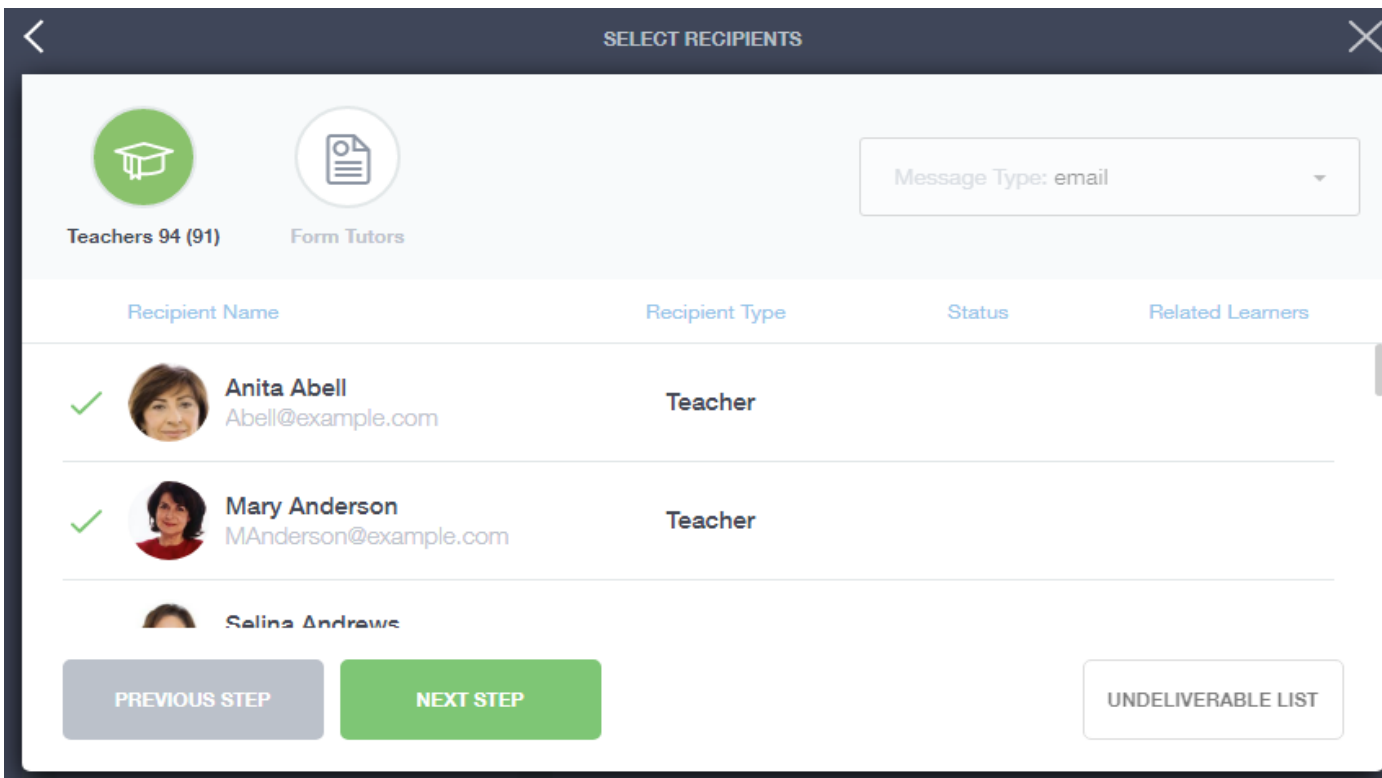 SELECT RECIPIENTS
Message Type: email
Teachers 94 (91)
Form Tutors
Recipient Name
Recipient Type
Status
Related Learners
Anita Abell
Abell@example.com
Teacher
Mary Anderson
MAnderson@example.com
Teacher
Selina Andrews
PREVIOUS STEP
NEXT STEP
UNDELIVERABLE LIST